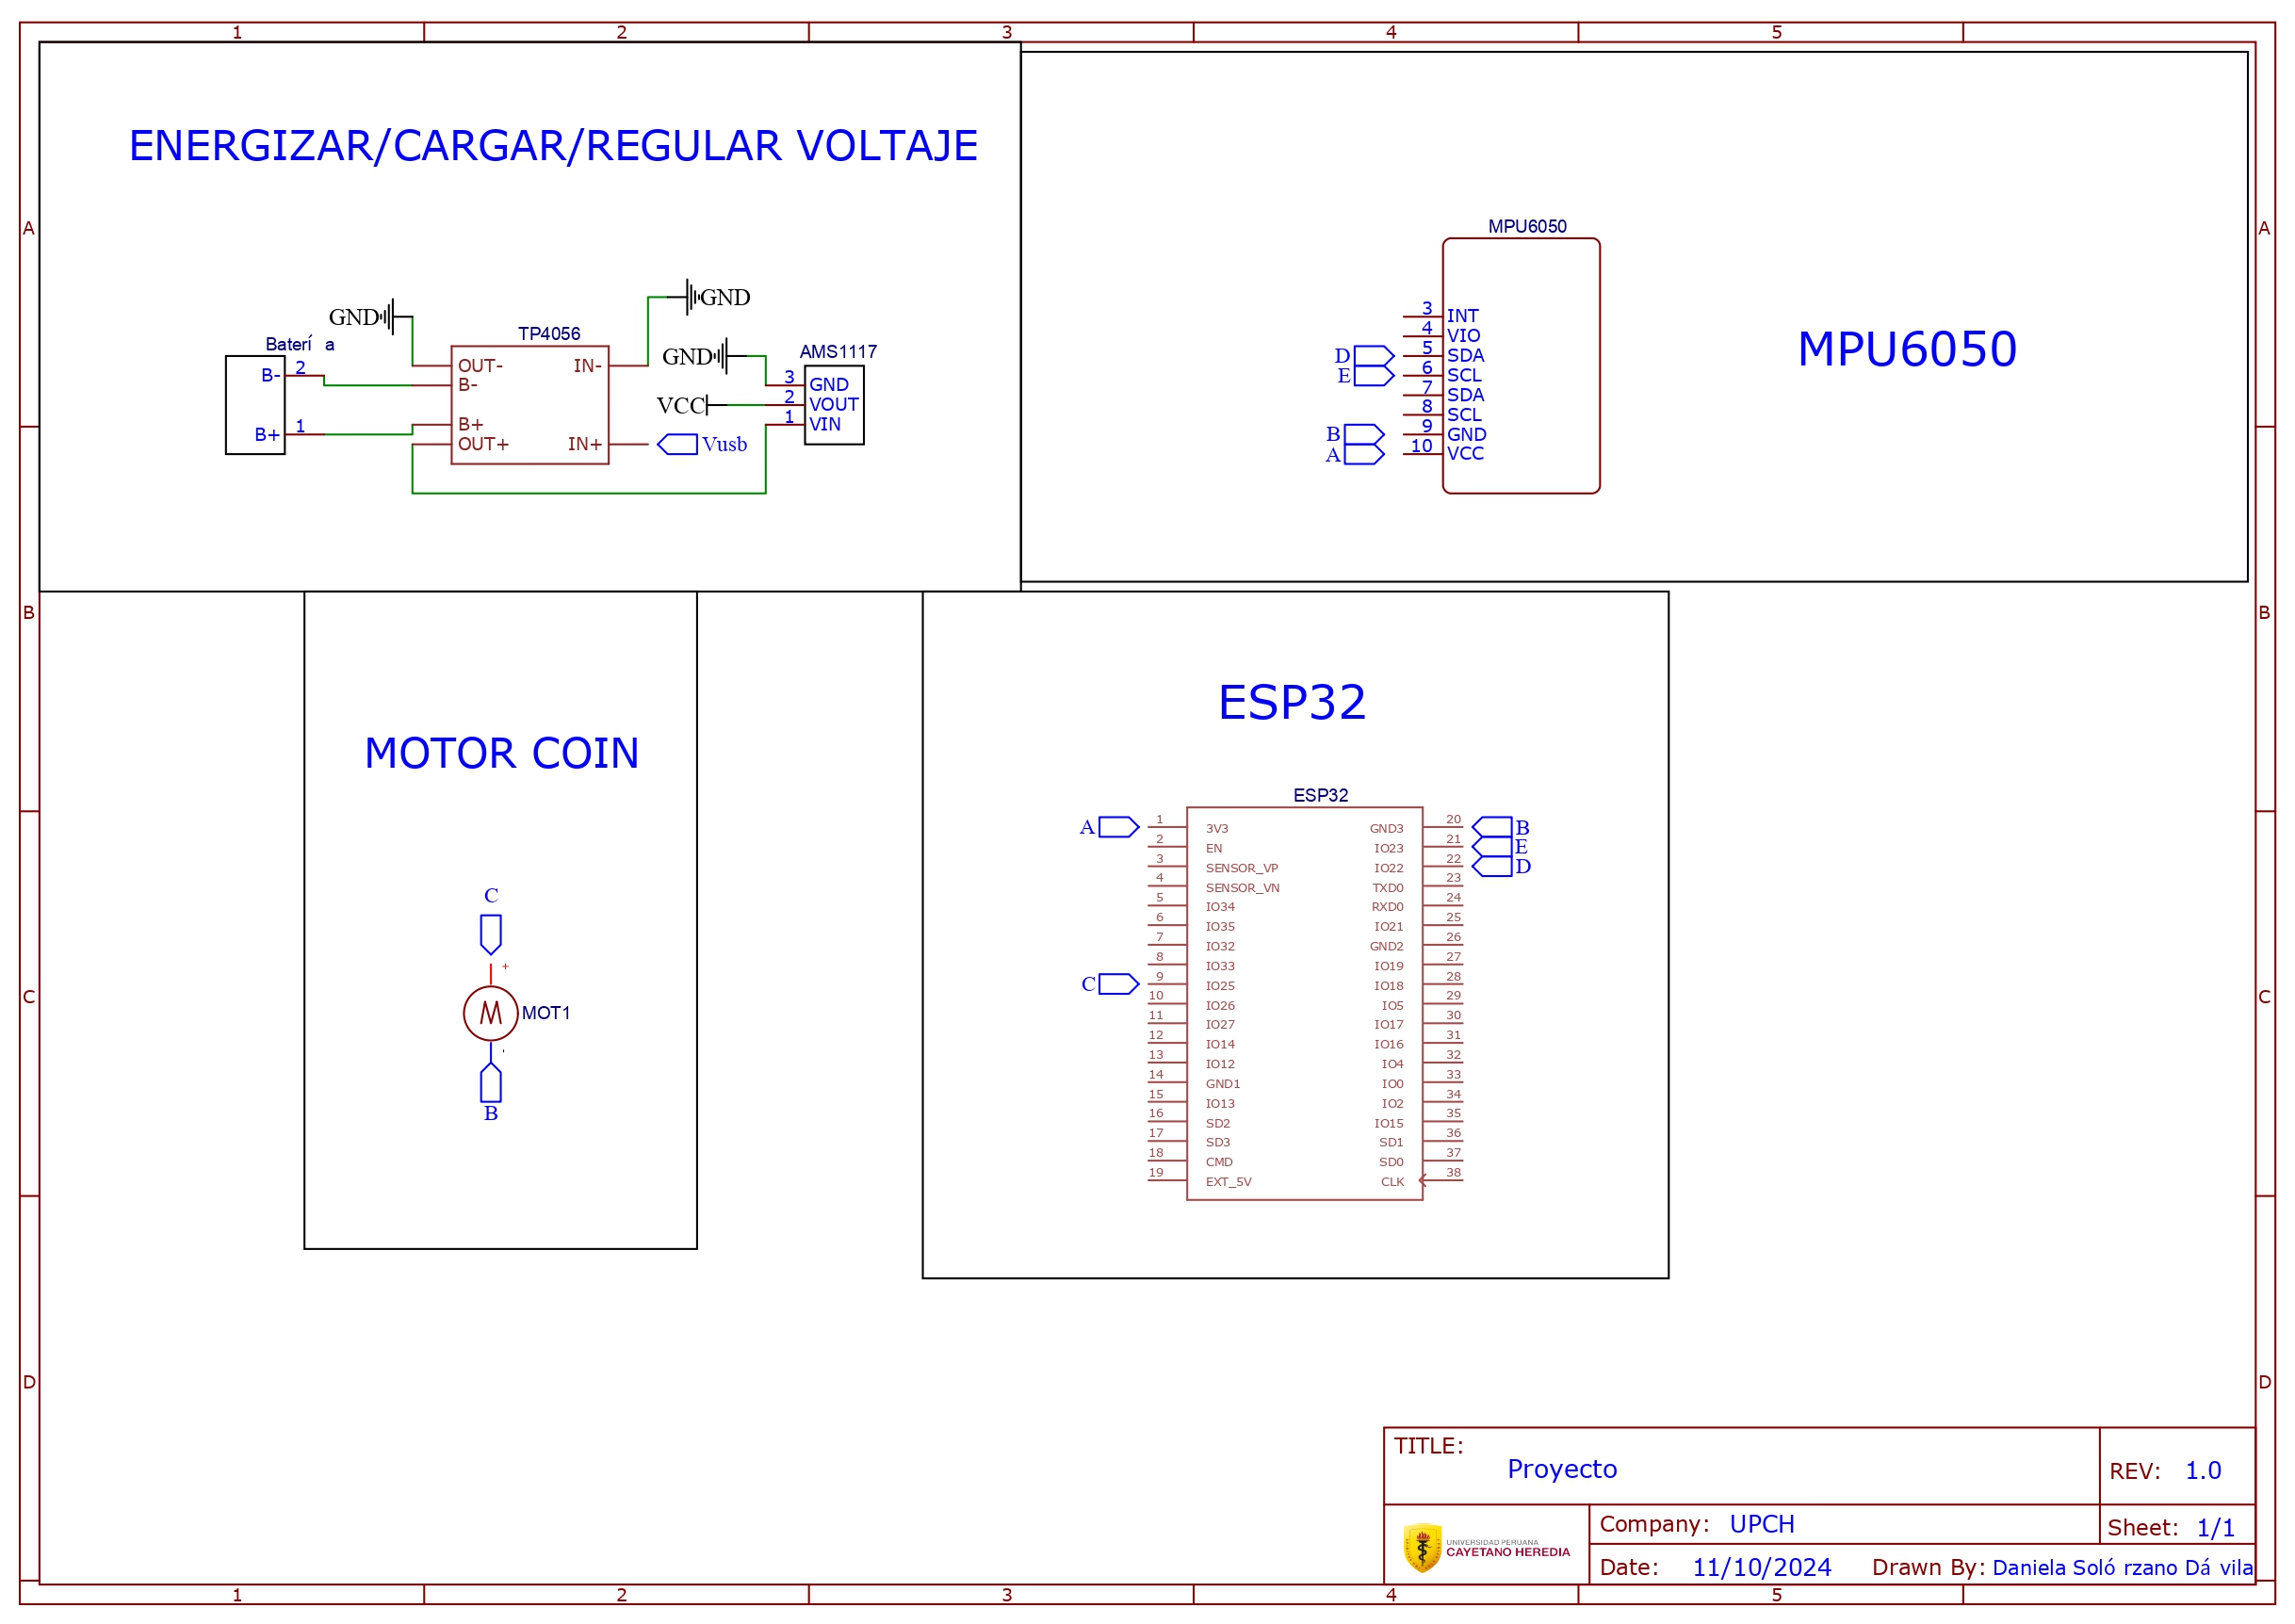 1 2 3 4 5
A
B
C
D
A
B
C
D
1 2 3 4 5
ENERGIZAR/CARGAR/REGULAR VOLTAJE
Baterí a
B- 2
B+ 1
GND
TP4056
OUT-
B-
B+
OUT+
IN-
IN+
GND
GND
VCC
Vusb
AMS1117
3 GND
2 VOUT
1 VIN
MPU6050
MPU6050
3 INT
4 VIO
D 5 SDA
E 6 SCL
7 SDA
8 SCL
B 9 GND
A 10 VCC
MOTOR COIN
C
+
M MOT1
-
B
ESP32
ESP32
A 1 3V3 GND3 20 B
2 EN IO23 21 E
3 SENSOR_VP IO22 22 D
4 SENSOR_VN TXD0 23
5 IO34 RXD0 24
6 IO35 IO21 25
7 IO32 GND2 26
8 IO33 IO19 27
C 9 IO25 IO18 28
10 IO26 IO5 29
11 IO27 IO17 30
12 IO14 IO16 31
13 IO12 IO4 32
14 GND1 IO0 33
15 IO13 IO2 34
16 SD2 IO15 35
17 SD3 SD1 36
18 CMD SD0 37
19 EXT_5V CLK 38
TITLE:
Proyecto
REV: 1.0
UNIVERSIDAD PERUANA
CAYETANO HEREDIA
Company: UPCH
Sheet: 1/1
Date: 11/10/2024 Drawn By: Daniela Soló rzano Dá vila